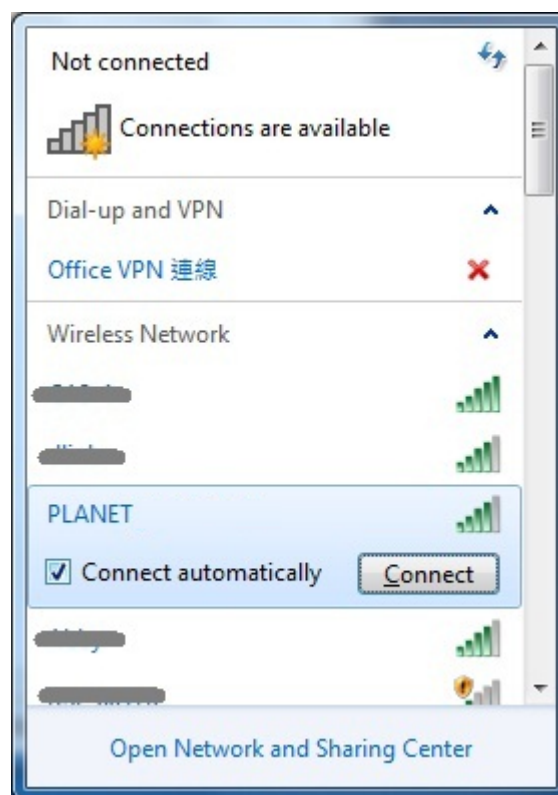 Not connected
Connections are available
Dial-up and VPN
Office VPN 連線
Wireless Network
PLANET
Connect automatically
Connect
Open Network and Sharing Center